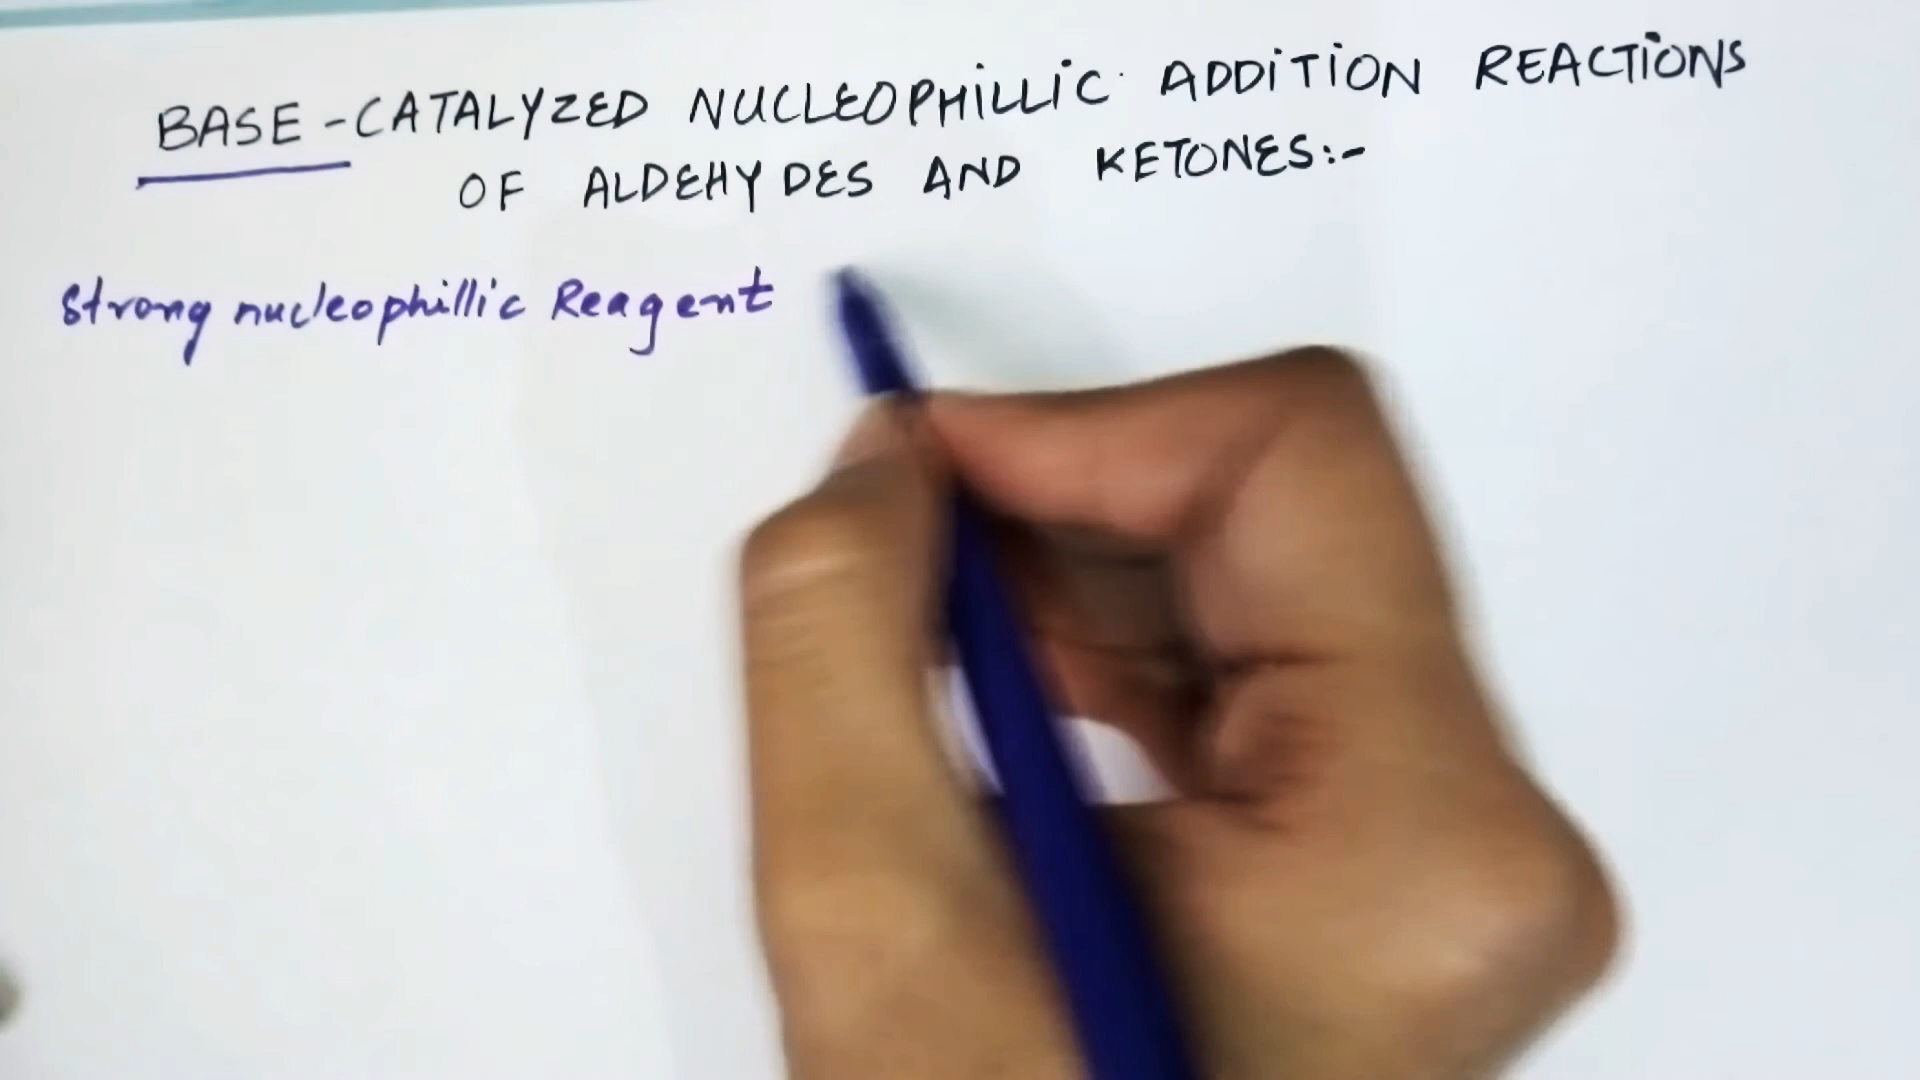 BASE-CATALYZED NUCLEOPHILLIC ADDITION REACTIONS
OF ALDEHYDES AND KETONES:-
Strong nucleophillic Reagent